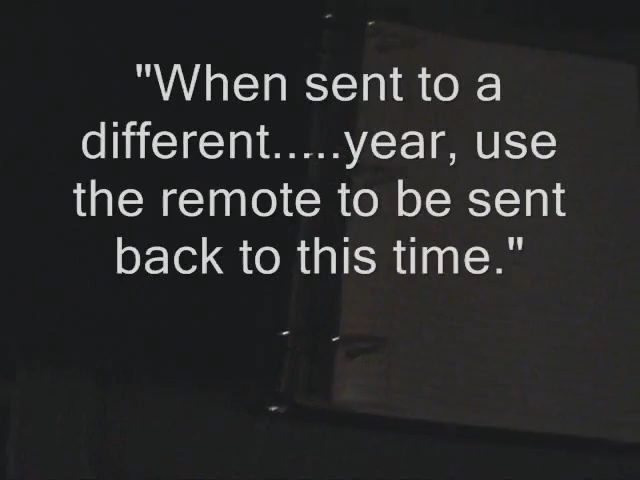 "When sent to a
different.....year, use
the remote to be sent
back to this time."